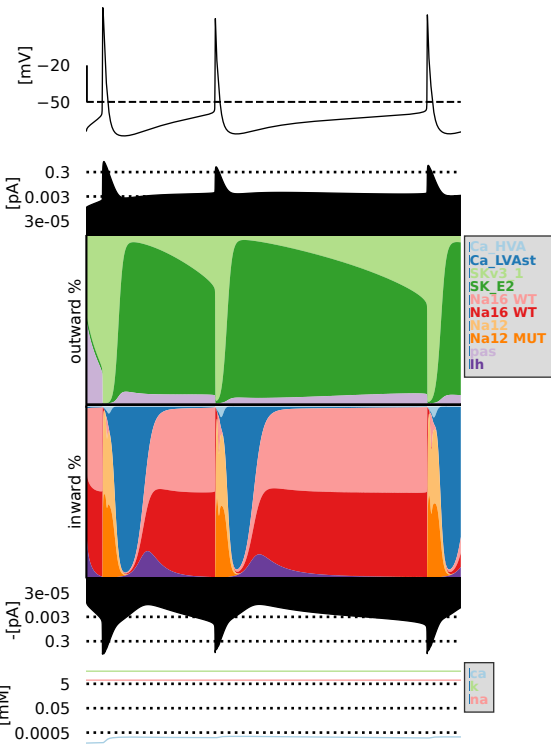 [mV]
−20
−50
[pA]
0.3
0.003
3e-05
outward %
Ca_HVA
Ca_LVAst
SKv3_1
SK_E2
Na16 WT
Na16 WT
Na12
Na12 MUT
pas
Ih
inward %
-[pA]
3e-05
0.003
0.3
ca
k
na
[mM]
5
0.05
0.0005